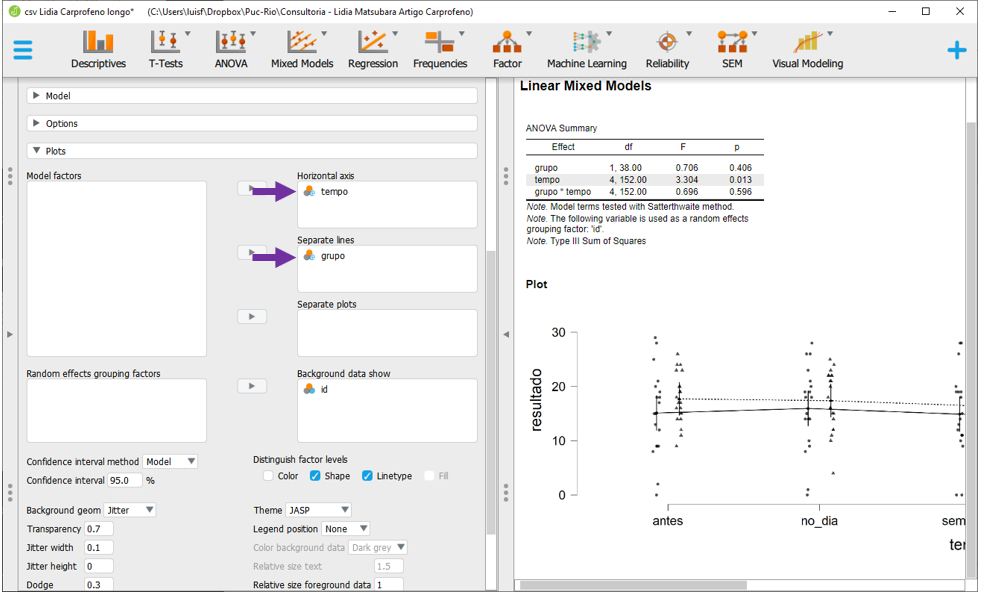 csv Lidia Carprofeno longo* (C:\Users\luisf\Dropbox\Puc-Rio\Consultoria - Lidia Matsubara Artigo Carprofeno)
Descriptives T-Tests ANOVA Mixed Models Regression Frequencies Factor Machine Learning Reliability SEM Visual Modeling
Model
Options
Plots
Model factors
Horizontal axis
tempo
Separate lines
grupo
Separate plots
Random effects grouping factors
Background data show
id
Confidence interval method Model
Confidence interval 95.0 %
Distinguish factor levels
Color Shape Linetype Fill
Background geom Jitter
Theme JASP
Transparency 0.7
Legend position None
Jitter width 0.1
Color background data Dark grey
Jitter height 0
Relative size text 1.5
Dodge 0.3
Relative size foreground data 1
Linear Mixed Models
ANOVA Summary
Effect df F p
grupo 1, 38.00 0.706 0.406
tempo 4, 152.00 3.304 0.013
grupo * tempo 4, 152.00 0.696 0.596
Note. Model terms tested with Satterthwaite method.
Note. The following variable is used as a random effects
grouping factor: 'id'.
Note. Type III Sum of Squares
Plot
30
20
10
0
resultado
antes no_dia sem
ter